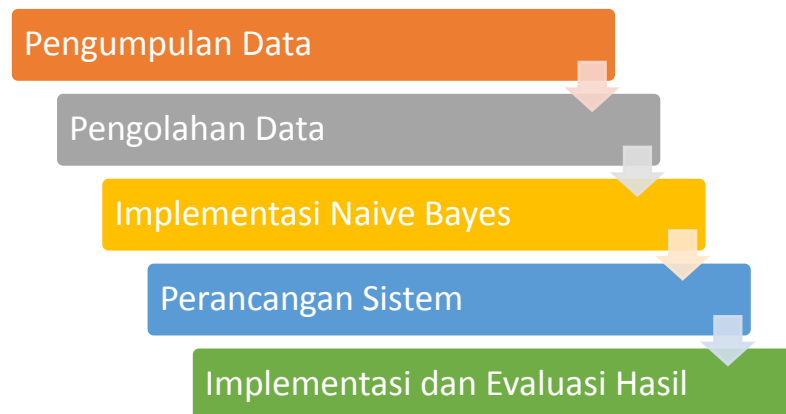 Pengumpulan Data
Pengolahan Data
Implementasi Naive Bayes
Perancangan Sistem
Implementasi dan Evaluasi Hasil